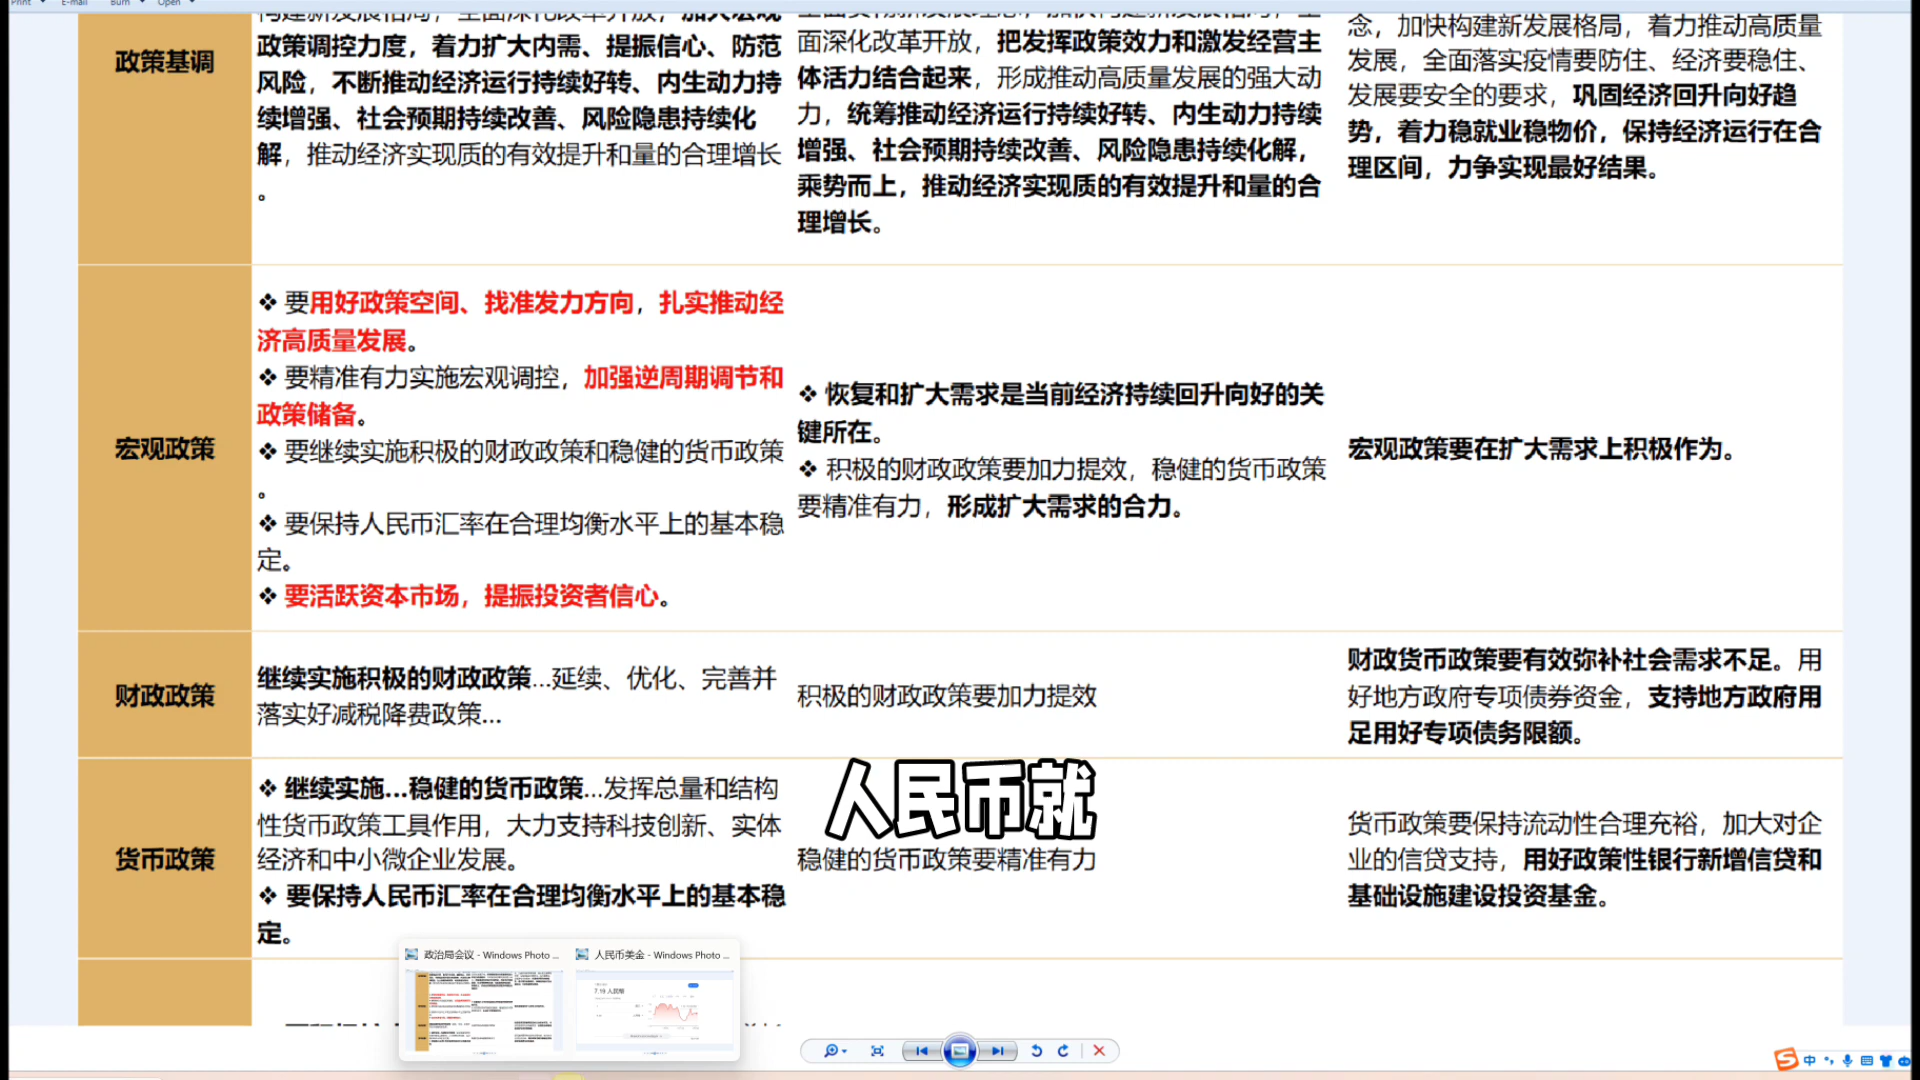 Print E-mail Burn Open
政策基调
政策调控力度，着力扩大内需、提振信心、防范
风险，不断推动经济运行持续好转、内生动力持
续增强、社会预期持续改善、风险隐患持续化
解，推动经济实现质的有效提升和量的合理增长
。
面深化改革开放，把发挥政策效力和激发经营主
体活力结合起来，形成推动高质量发展的强大动
力，统筹推动经济运行持续好转、内生动力持续
增强、社会预期持续改善、风险隐患持续化解，
乘势而上，推动经济实现质的有效提升和量的合
理增长。
念，加快构建新发展格局，着力推动高质量
发展，全面落实疫情要防住、经济要稳住、
发展要安全的要求，巩固经济回升向好趋
势，着力稳就业稳物价，保持经济运行在合
理区间，力争实现最好结果。
宏观政策
❖ 要用好政策空间、找准发力方向，扎实推动经
济高质量发展。
❖ 要精准有力实施宏观调控，加强逆周期调节和
政策储备。
❖ 要继续实施积极的财政政策和稳健的货币政策
。
❖ 要保持人民币汇率在合理均衡水平上的基本稳
定。
❖ 要活跃资本市场，提振投资者信心。
❖ 恢复和扩大需求是当前经济持续回升向好的关
键所在。
❖ 积极的财政政策要加力提效，稳健的货币政策
要精准有力，形成扩大需求的合力。
宏观政策要在扩大需求上积极作为。
财政政策
继续实施积极的财政政策...延续、优化、完善并
落实好减税降费政策...
积极的财政政策要加力提效
财政货币政策要有效弥补社会需求不足。用
好地方政府专项债券资金，支持地方政府用
足用好专项债务限额。
货币政策
❖ 继续实施...稳健的货币政策...发挥总量和结构
性货币政策工具作用，大力支持科技创新、实体
经济和中小微企业发展。
❖ 要保持人民币汇率在合理均衡水平上的基本稳
定。
人民币就
稳健的货币政策要精准有力
货币政策要保持流动性合理充裕，加大对企
业的信贷支持，用好政策性银行新增信贷和
基础设施建设投资基金。
政治局会议 - Windows Photo ...
人民币美金 - Windows Photo ...
7.15 人民币
中